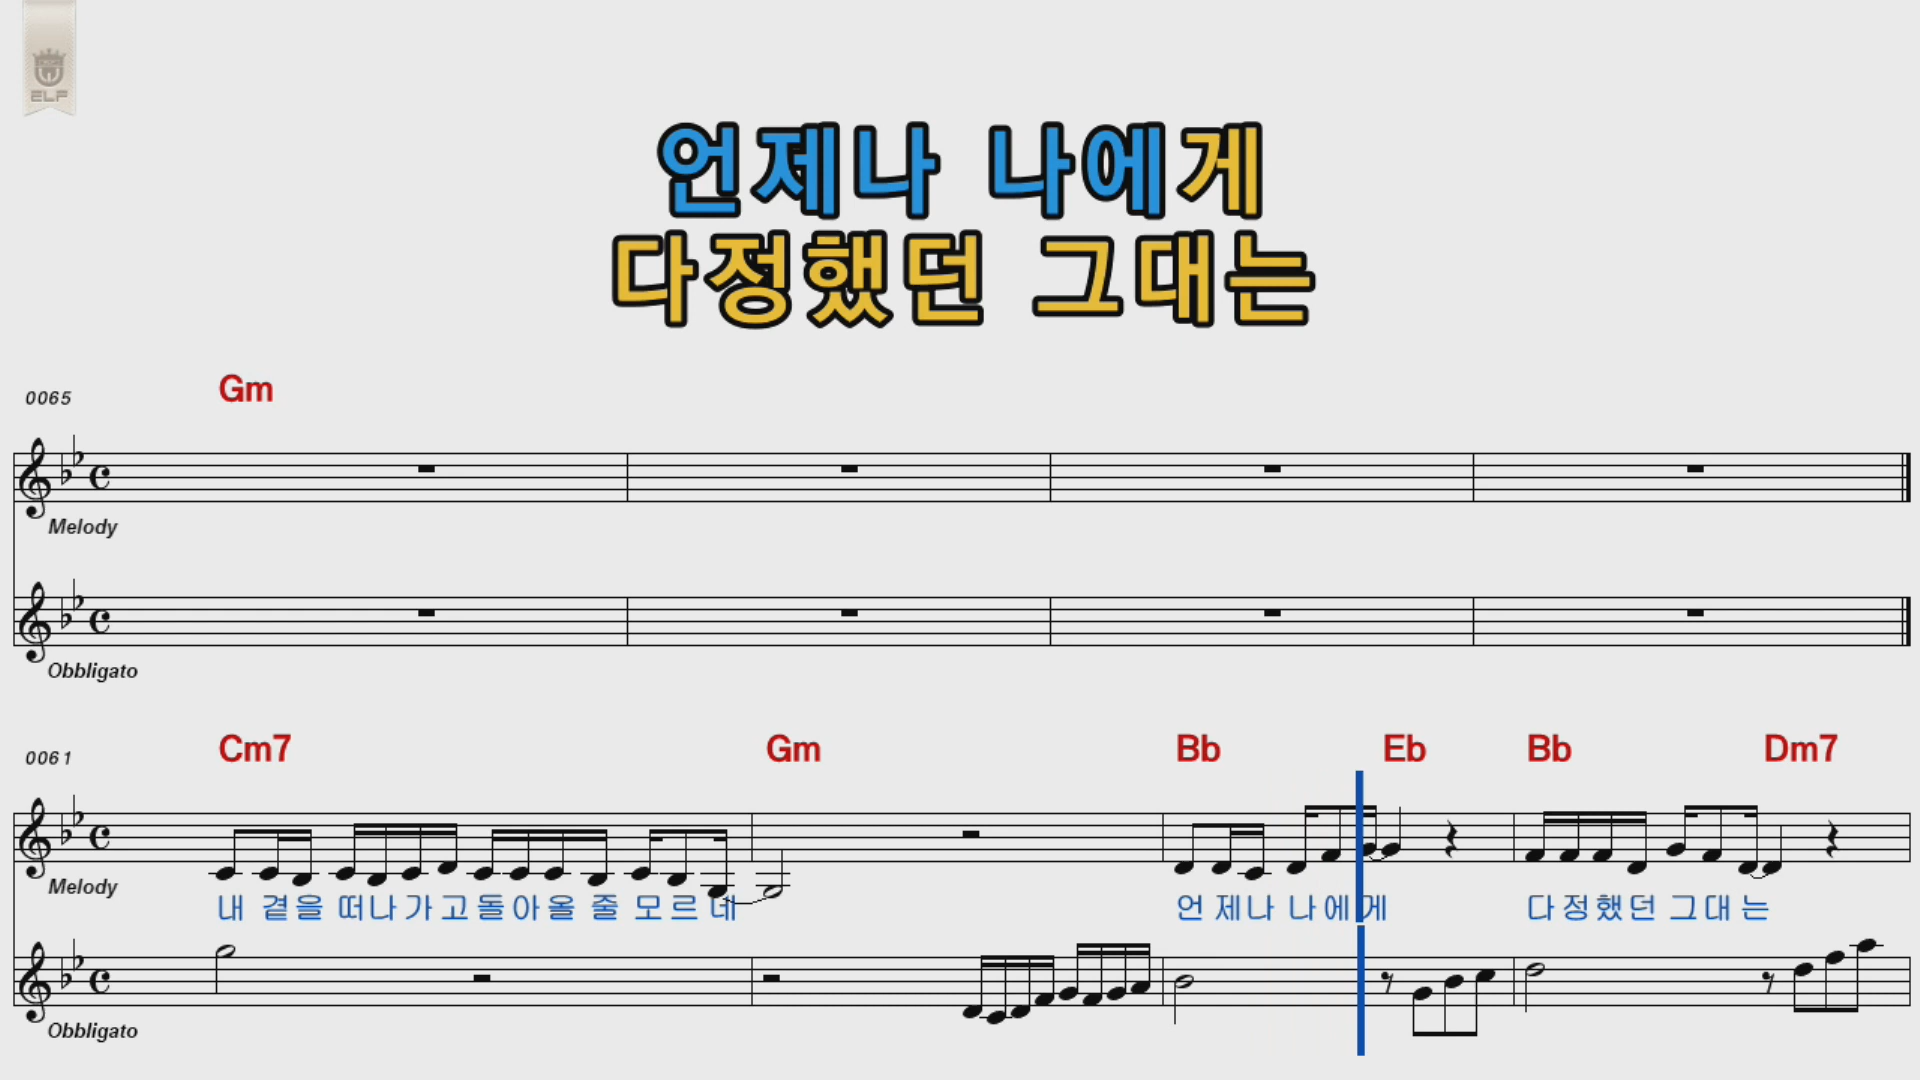 ELF
언제나 나에게
다정했던 그대는
0065 Gm
Melody
Obbligato
0061 Cm7 Gm Bb Eb Bb Dm7
Melody
내 곁을 떠나가고돌아올 줄 모르네 언제나 나에게 다정했던 그대는
Obbligato